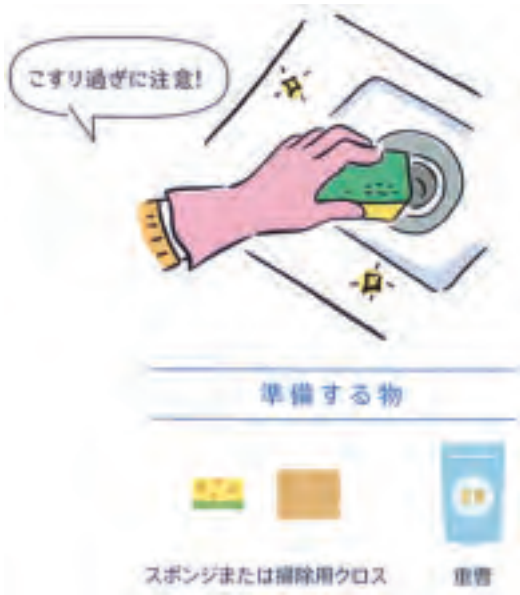 こすり過ぎに注意!
準備する物
スポンジまたは掃除用クロス
重曹